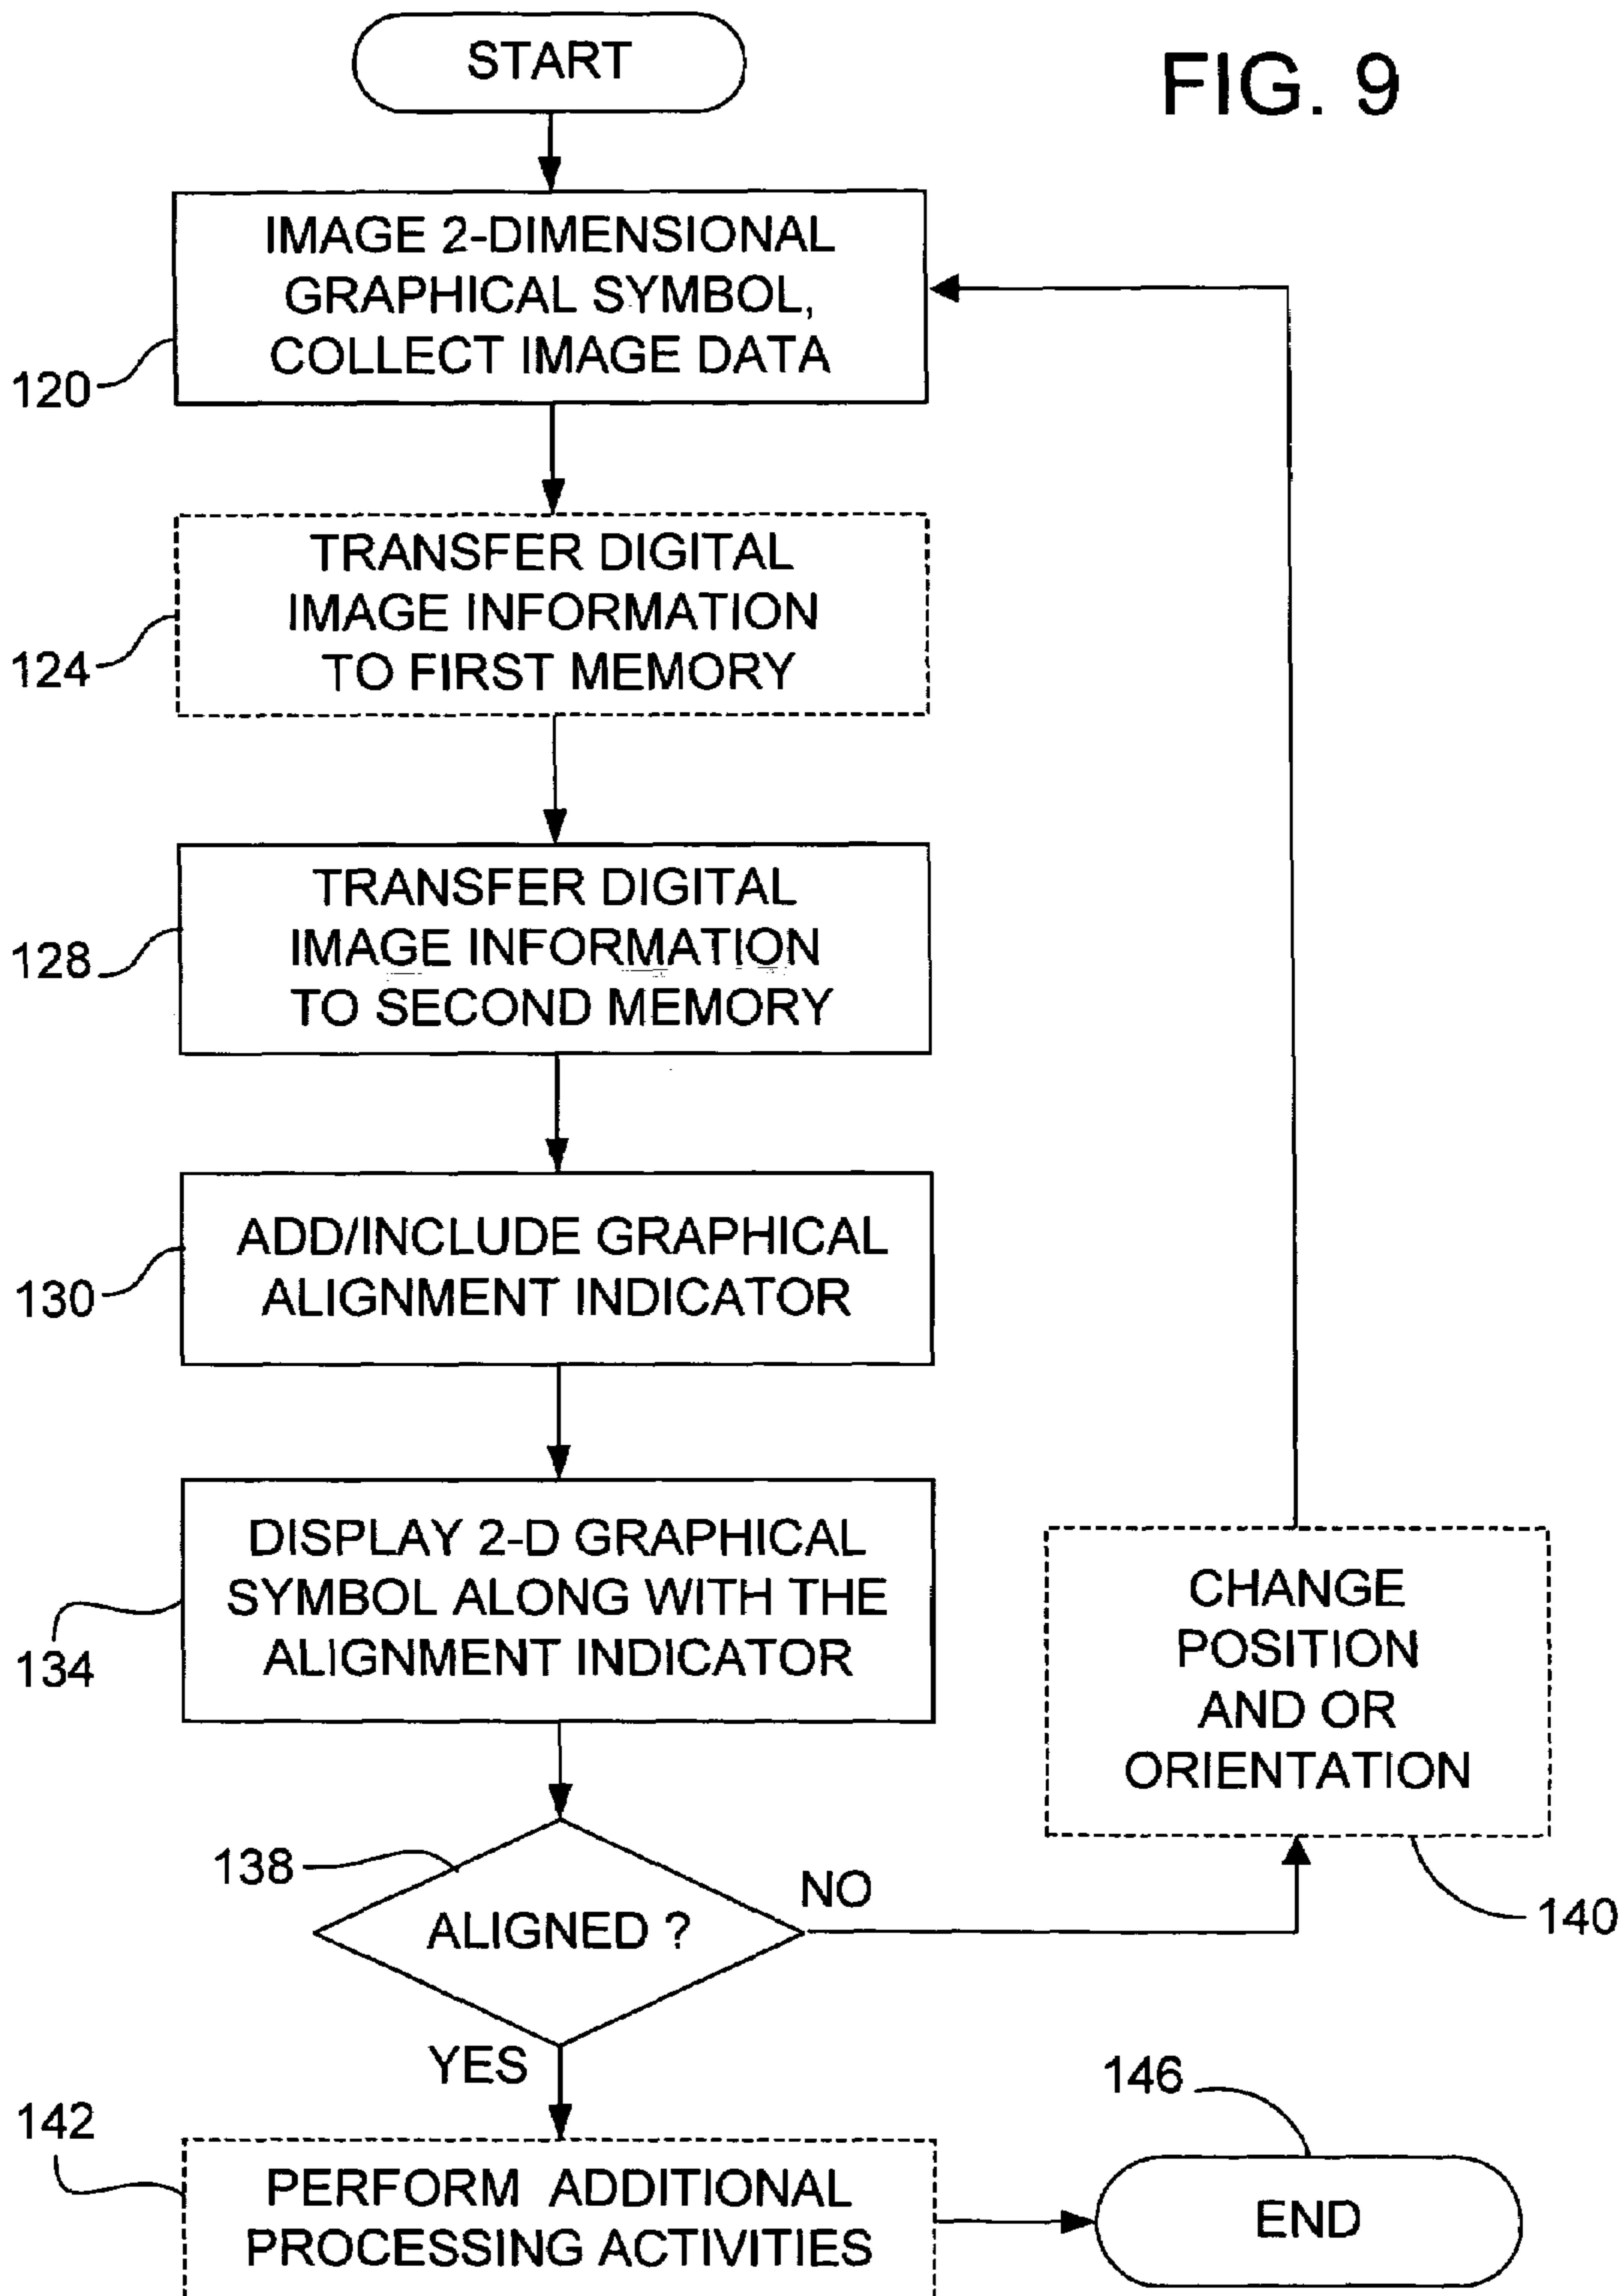 START
FIG. 9
IMAGE 2-DIMENSIONAL
GRAPHICAL SYMBOL,
COLLECT IMAGE DATA
120
TRANSFER DIGITAL
IMAGE INFORMATION
TO FIRST MEMORY
124
TRANSFER DIGITAL
IMAGE INFORMATION
TO SECOND MEMORY
128
ADD/INCLUDE GRAPHICAL
ALIGNMENT INDICATOR
130
DISPLAY 2-D GRAPHICAL
SYMBOL ALONG WITH THE
ALIGNMENT INDICATOR
134
CHANGE
POSITION
AND OR
ORIENTATION
140
138
ALIGNED ?
NO
YES
142
PERFORM ADDITIONAL
PROCESSING ACTIVITIES
146
END